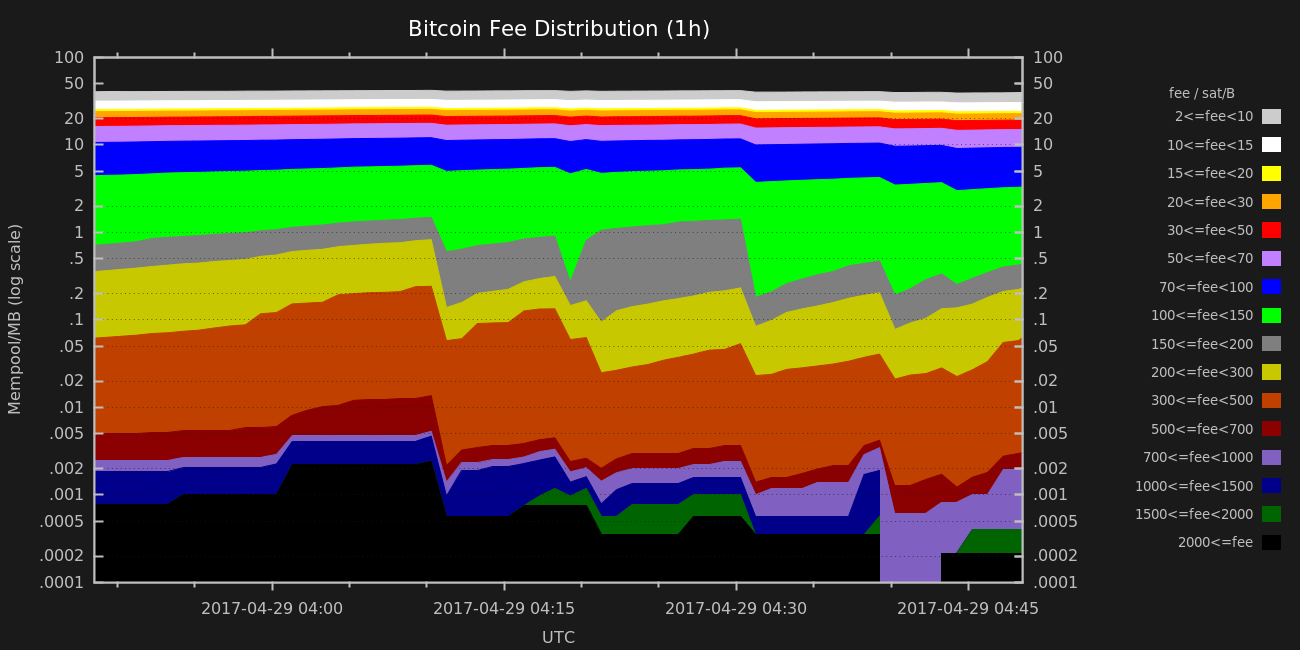 Bitcoin Fee Distribution (1h)
100 100
50 50
20 20
10 10
5 5
2 2
1 1
.5 .5
.2 .2
.1 .1
.05 .05
.02 .02
.01 .01
.005 .005
.002 .002
.001 .001
.0005 .0005
.0002 .0002
.0001 .0001
Mempool/MB (log scale)
2017-04-29 04:00 2017-04-29 04:15 2017-04-29 04:30 2017-04-29 04:45
UTC
fee / sat/B
2<=fee<10
10<=fee<15
15<=fee<20
20<=fee<30
30<=fee<50
50<=fee<70
70<=fee<100
100<=fee<150
150<=fee<200
200<=fee<300
300<=fee<500
500<=fee<700
700<=fee<1000
1000<=fee<1500
1500<=fee<2000
2000<=fee